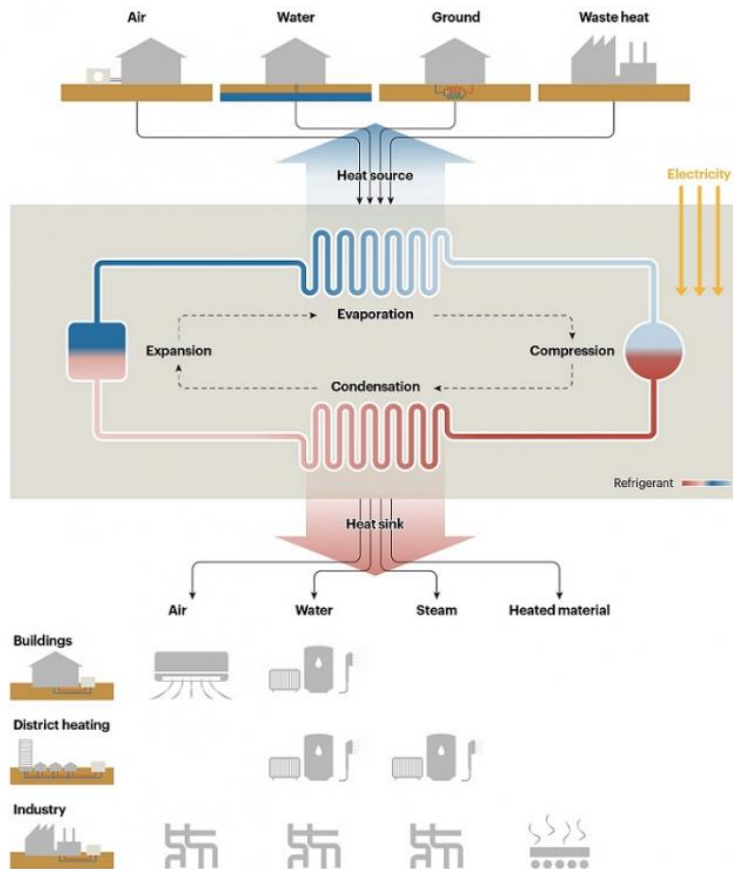 Air
Water
Ground
Waste heat
Heat source
Electricity
Evaporation
Expansion
Compression
Condensation
Refrigerant
Heat sink
Air
Water
Steam
Heated material
Buildings
District heating
Industry